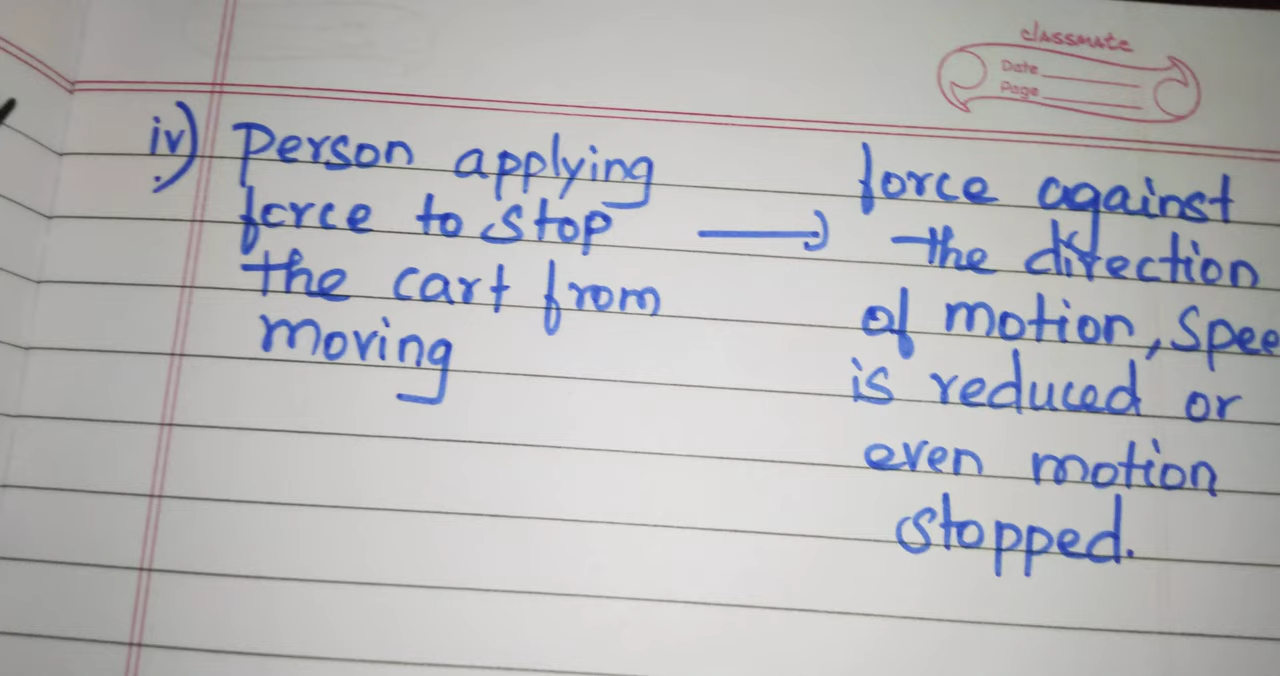 classmate
Date
Page
iv) Person applying
force to stop
the cart from
moving
→ force against
the direction
of motion, Spee
is reduced or
even motion
stopped.